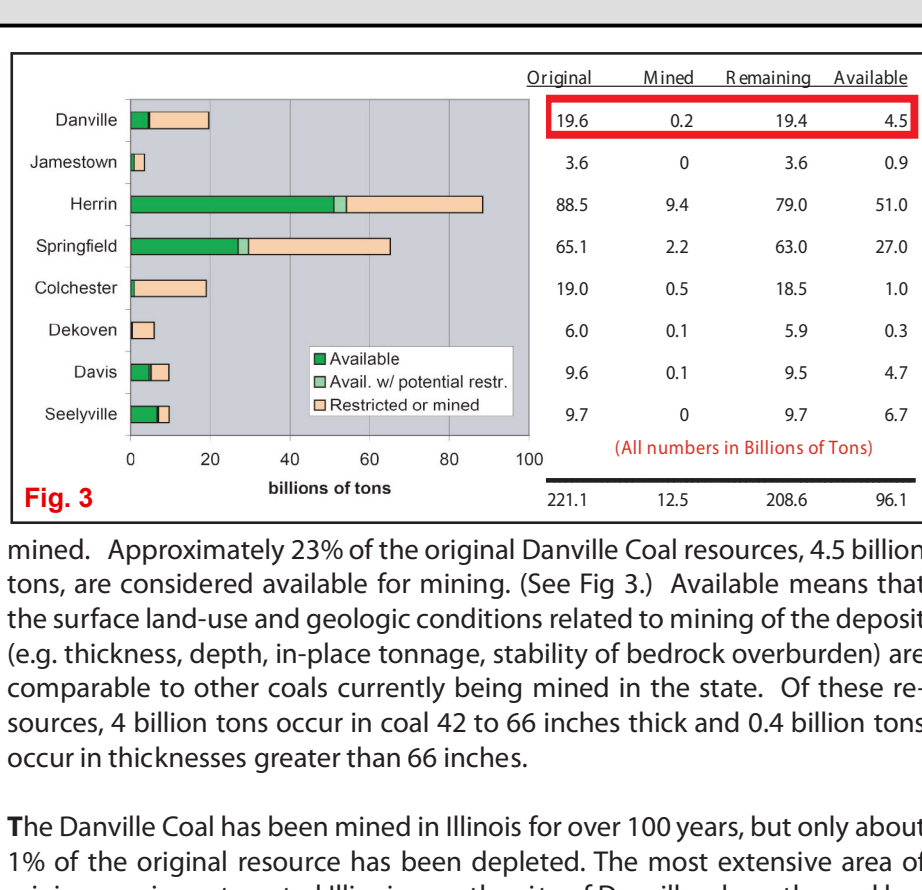 Original Mined Remaining Available
Danville 19.6 0.2 19.4 4.5
Jamestown 3.6 0 3.6 0.9
Herrin 88.5 9.4 79.0 51.0
Springfield 65.1 2.2 63.0 27.0
Colchester 19.0 0.5 18.5 1.0
Dekoven 6.0 0.1 5.9 0.3
Davis 9.6 0.1 9.5 4.7
Seelyville 9.7 0 9.7 6.7
Available
Avail. w/ potential restr.
Restricted or mined
(All numbers in Billions of Tons)
0 20 40 60 80 100
billions of tons
Fig. 3
221.1 12.5 208.6 96.1
mined. Approximately 23% of the original Danville Coal resources, 4.5 billion
tons, are considered available for mining. (See Fig 3.) Available means that
the surface land-use and geologic conditions related to mining of the deposit
(e.g. thickness, depth, in-place tonnage, stability of bedrock overburden) are
comparable to other coals currently being mined in the state. Of these re-
sources, 4 billion tons occur in coal 42 to 66 inches thick and 0.4 billion tons
occur in thicknesses greater than 66 inches.
The Danville Coal has been mined in Illinois for over 100 years, but only about
1% of the original resource has been depleted. The most extensive area of